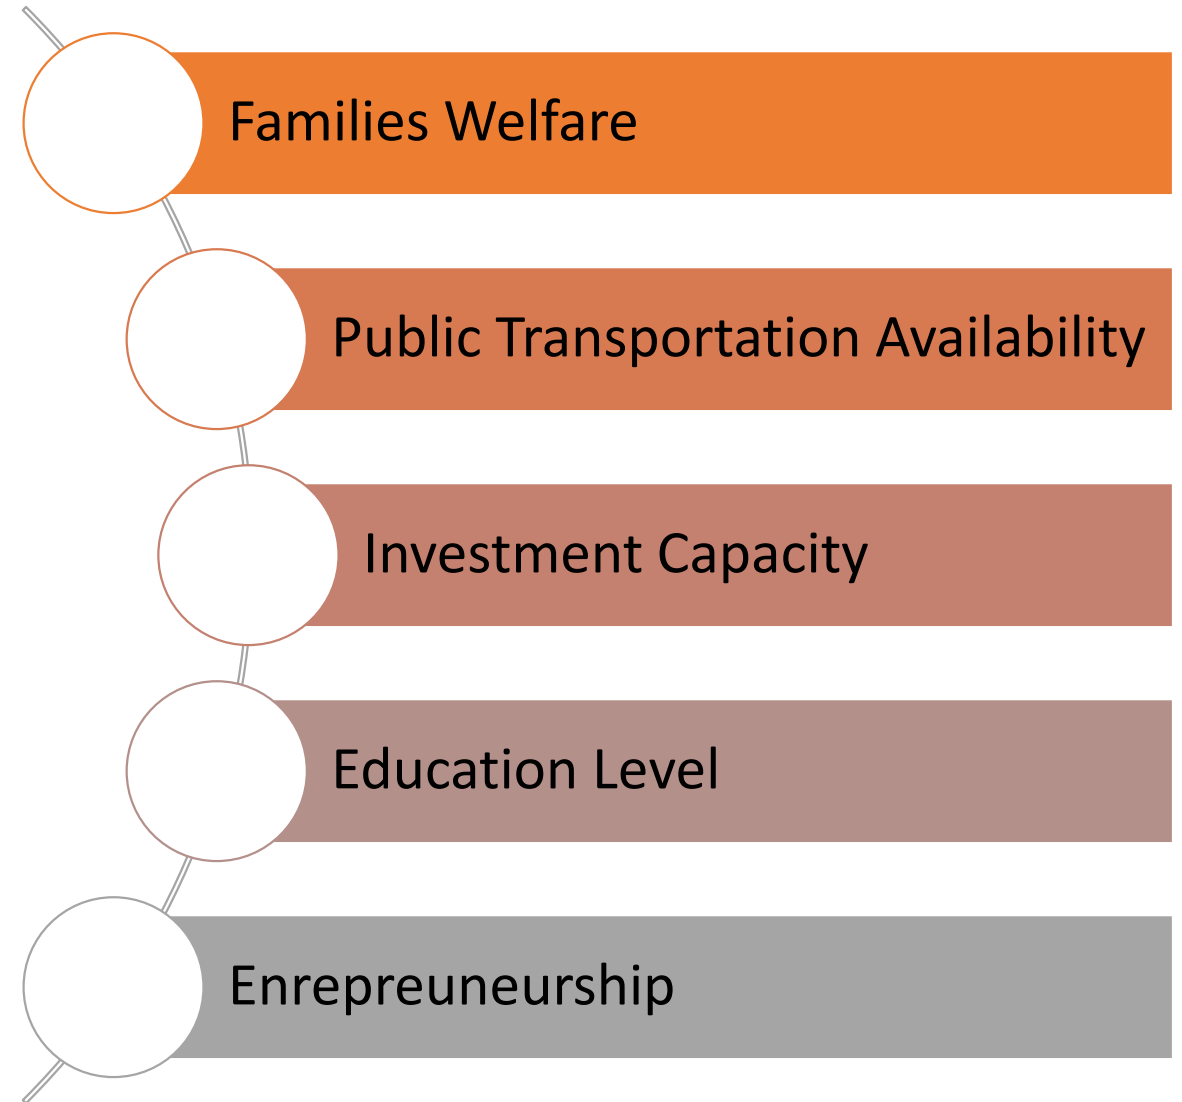 Families Welfare
Public Transportation Availability
Investment Capacity
Education Level
Enrepreuneurship